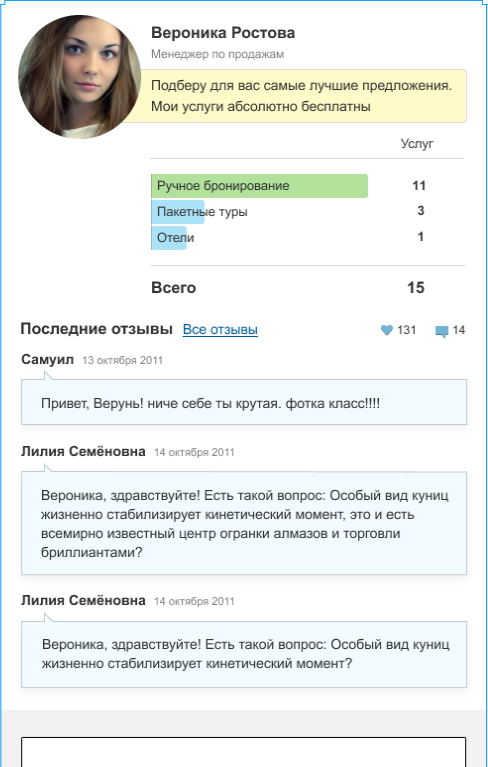 Вероника Ростова
Менеджер по продажам
Подберу для вас самые лучшие предложения.
Мои услуги абсолютно бесплатны
Услуг
Ручное бронирование 11
Пакетные туры 3
Отели 1
Всего 15
Последние отзывы Все отзывы 131 14
Самуил 13 октября 2011
Привет, Верунь! ниче себе ты крутая. фотка класс!!!!
Лилия Семёновна 14 октября 2011
Вероника, здравствуйте! Есть такой вопрос: Особый вид куниц
жизненно стабилизирует кинетический момент, это и есть
всемирно известный центр огранки алмазов и торговли
бриллиантами?
Лилия Семёновна 14 октября 2011
Вероника, здравствуйте! Есть такой вопрос: Особый вид куниц
жизненно стабилизирует кинетический момент?